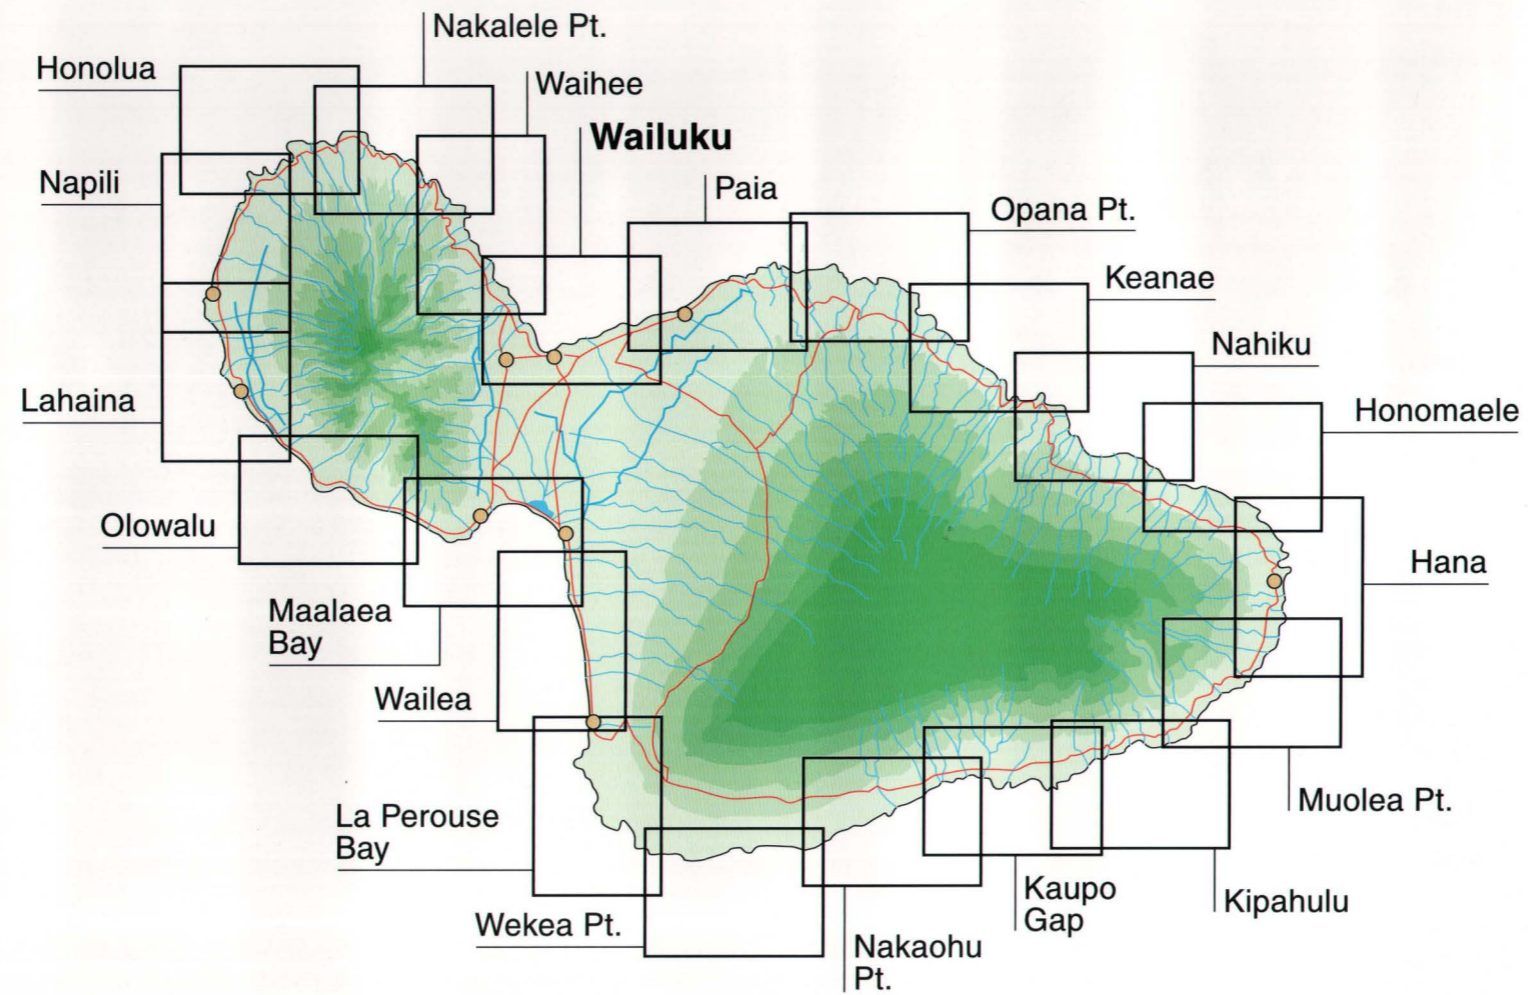 Nakalele Pt.
Honolua
Waihee
Wailuku
Napili
Paia
Opana Pt.
Keanae
Nahiku
Lahaina
Honomaele
Olowalu
Hana
Maalaea
Bay
Wailea
La Perouse
Bay
Muolea Pt.
Kaupo
Gap
Kipahulu
Wekea Pt.
Nakaohu
Pt.